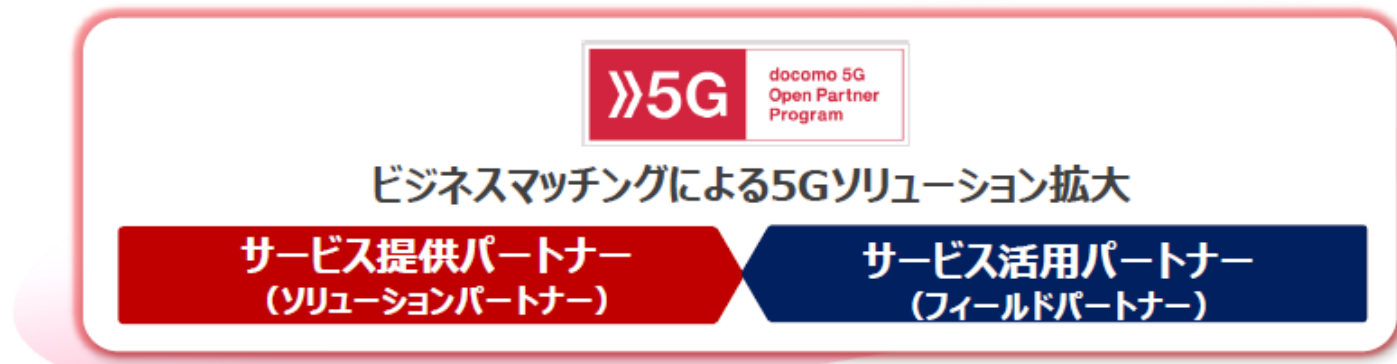 》5G
docomo 5G
Open Partner
Program
ビジネスマッチングによる5Gソリューション拡大
サービス提供パートナー
（ソリューションパートナー）
サービス活用パートナー
（フィールドパートナー）